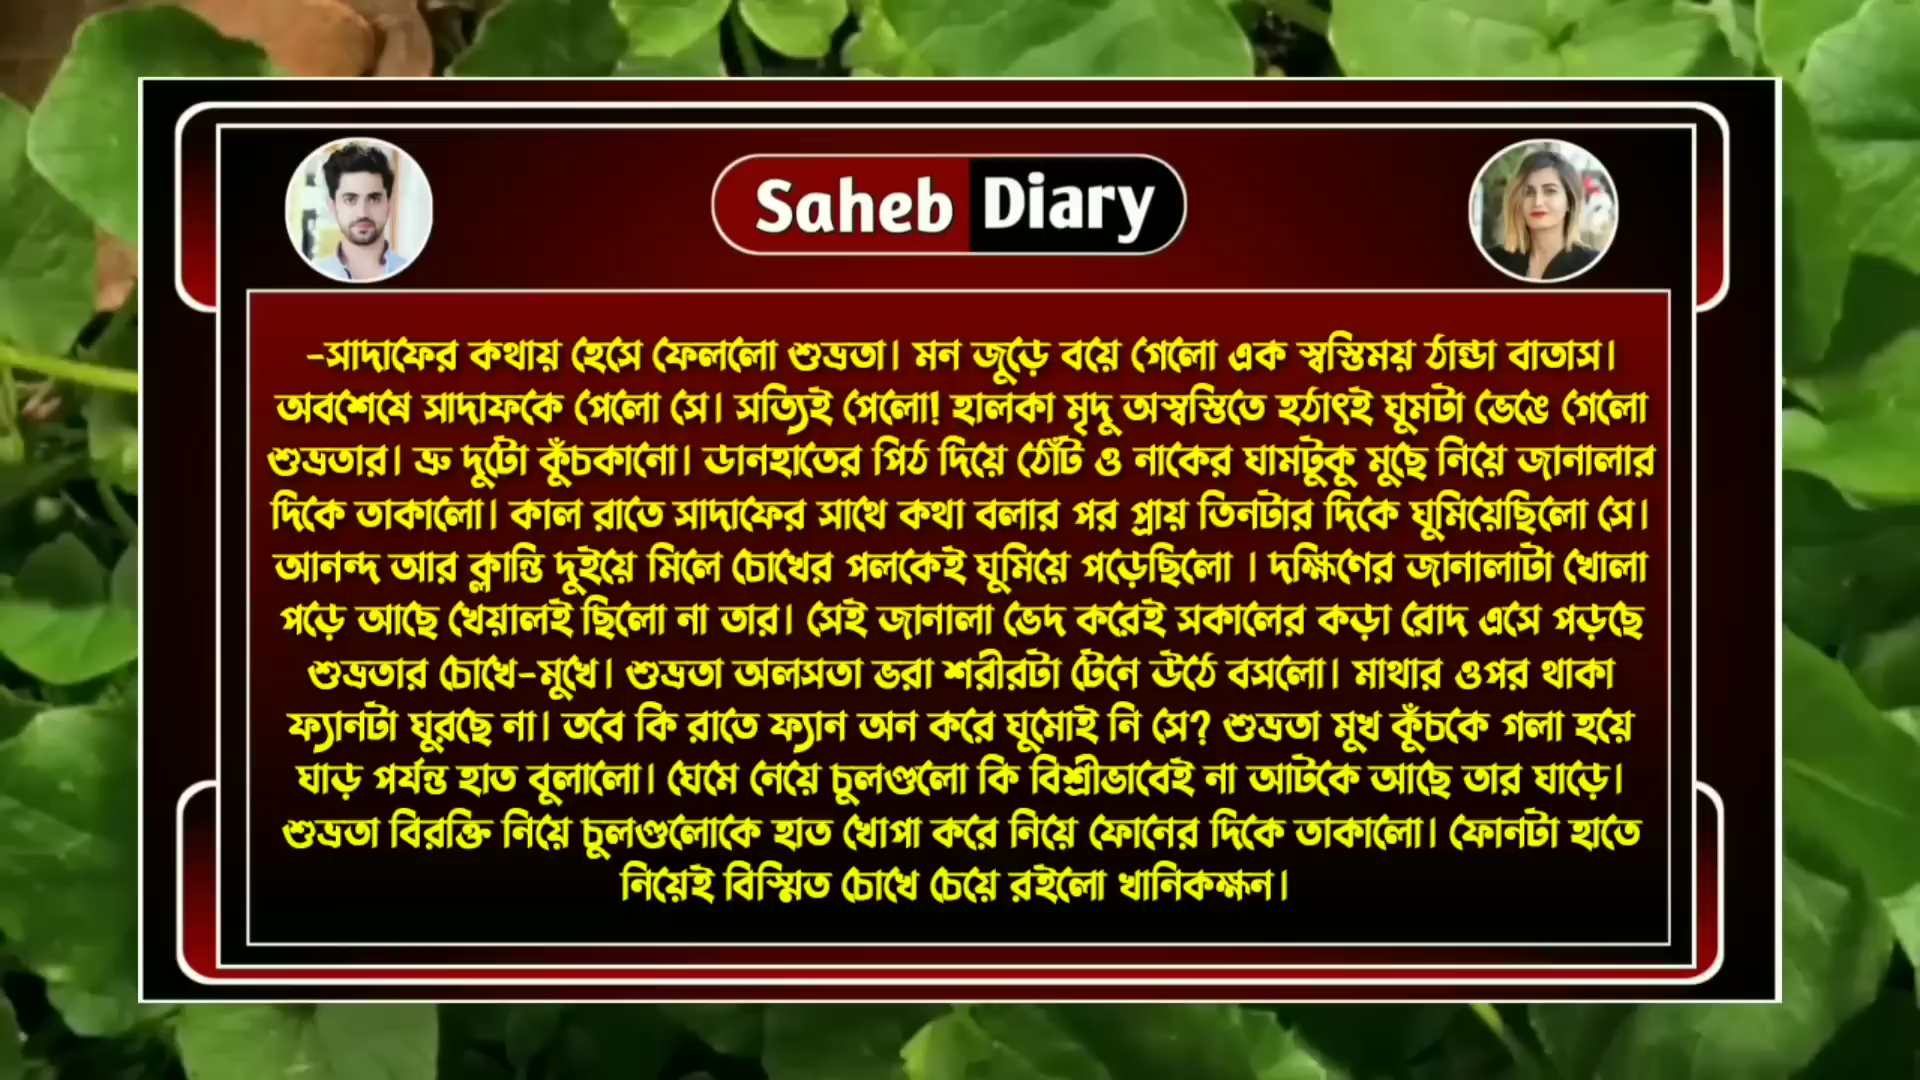 Saheb Diary
-সাদাফের কথায় হেসে ফেললো শুভ্রতা। মন জুড়ে বয়ে গেলো এক স্বস্তিময় ঠান্ডা বাতাস।
অবশেষে সাদাফকে পেলো সে। সত্যিই পেলো! হালকা মৃদু অস্বস্তিতে হঠাৎই ঘুমটা ভেঙে গেলো
শুভ্রতার। ভ্রু দুটো কুঁচকানো। ডানহাতের পিঠ দিয়ে ঠোঁট ও নাকের ঘামটুকু মুছে নিয়ে জানালার
দিকে তাকালো। কাল রাতে সাদাফের সাথে কথা বলার পর প্রায় তিনটার দিকে ঘুমিয়েছিলো সে।
আনন্দ আর ক্লান্তি দুইয়ে মিলে চোখের পলকেই ঘুমিয়ে পড়েছিলো । দক্ষিণের জানালাটা খোলা
পড়ে আছে খেয়ালই ছিলো না তার। সেই জানালা ভেদ করেই সকালের কড়া রোদ এসে পড়ছে
শুভ্রতার চোখে-মুখে। শুভ্রতা অলসতা ভরা শরীরটা টেনে উঠে বসলো। মাথার ওপর থাকা
ফ্যানটা ঘুরছে না। তবে কি রাতে ফ্যান অন করে ঘুমোই নি সে? শুভ্রতা মুখ কুঁচকে গলা হয়ে
ঘাড় পর্যন্ত হাত বুলালো। ঘেমে নেয়ে চুলগুলো কি বিশ্রীভাবেই না আটকে আছে তার ঘাড়ে।
শুভ্রতা বিরক্তি নিয়ে চুলগুলোকে হাত খোপা করে নিয়ে ফোনের দিকে তাকালো। ফোনটা হাতে
নিয়েই বিস্মিত চোখে চেয়ে রইলো খানিকক্ষন।